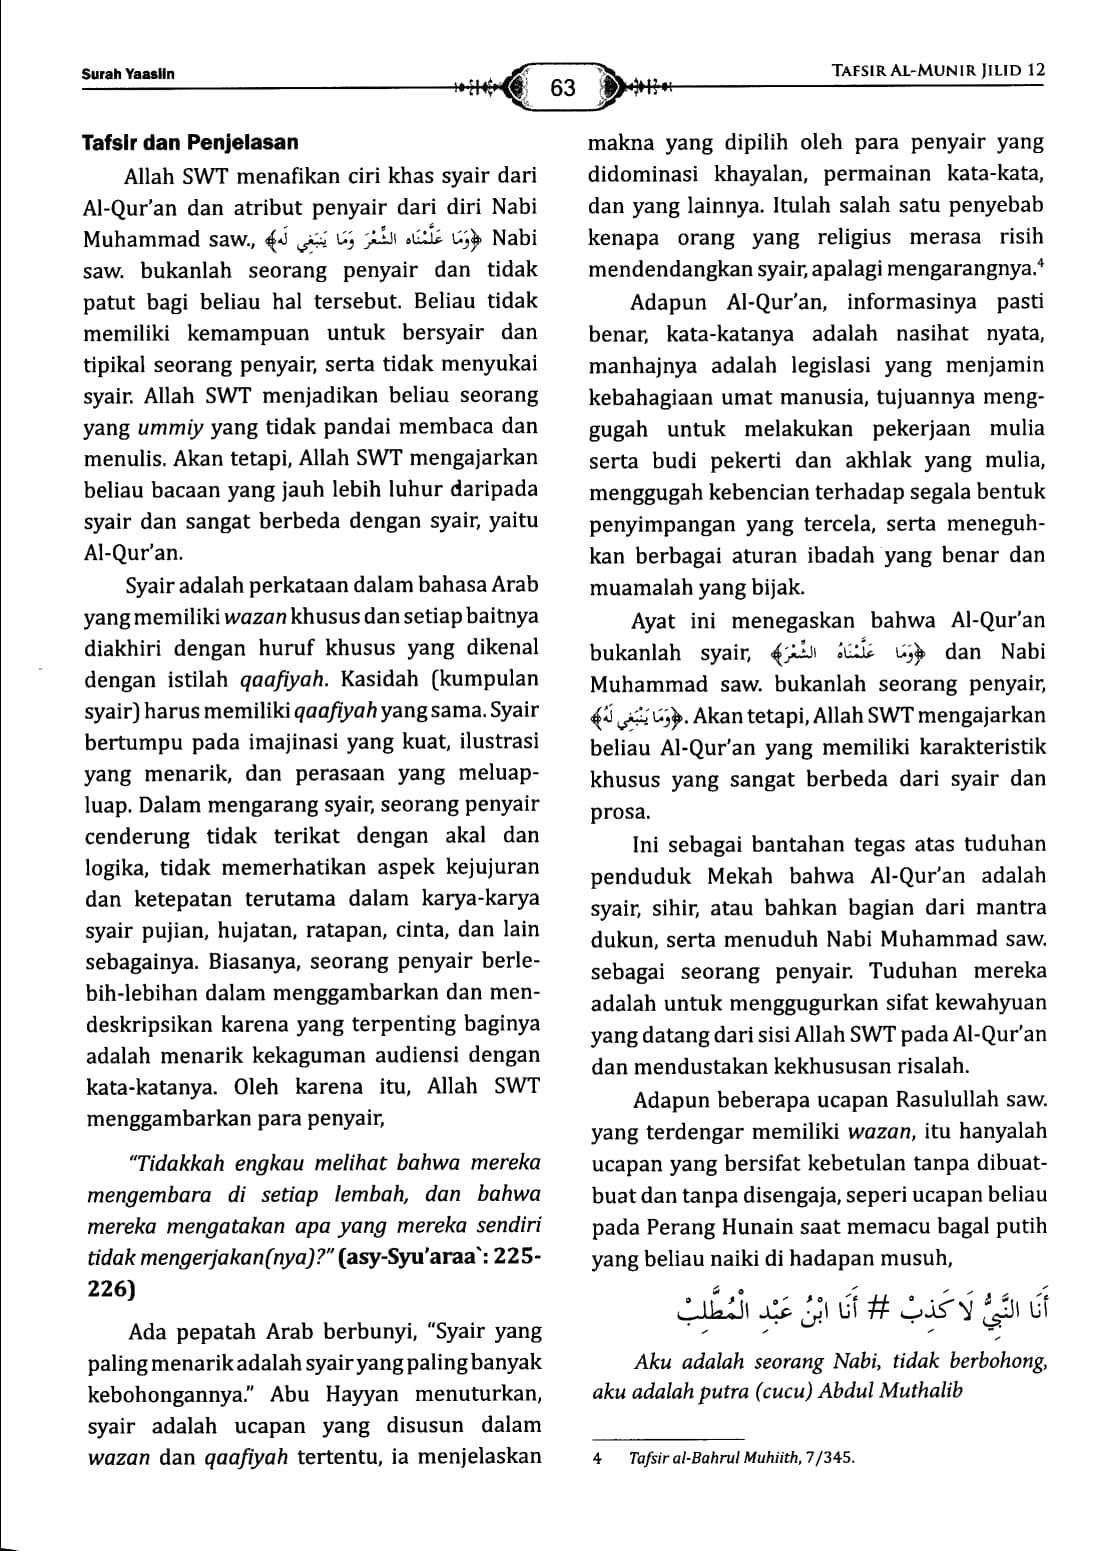 Surah Yaasiin
63
TAFSIR AL-MUNIR JILID 12
Tafsir dan Penjelasan
Allah SWT menafikan ciri khas syair dari
Al-Qur'an dan atribut penyair dari diri Nabi
Muhammad saw., ﴿وَمَا عَلَّمْنَاهُ الشِّعْرَ وَمَا يَنْبَغِي لَهُ﴾ Nabi
saw. bukanlah seorang penyair dan tidak
patut bagi beliau hal tersebut. Beliau tidak
memiliki kemampuan untuk bersyair dan
tipikal seorang penyair, serta tidak menyukai
syair. Allah SWT menjadikan beliau seorang
yang ummiy yang tidak pandai membaca dan
menulis. Akan tetapi, Allah SWT mengajarkan
beliau bacaan yang jauh lebih luhur daripada
syair dan sangat berbeda dengan syair, yaitu
Al-Qur'an.
Syair adalah perkataan dalam bahasa Arab
yang memiliki wazan khusus dan setiap baitnya
diakhiri dengan huruf khusus yang dikenal
dengan istilah qaafiyah. Kasidah (kumpulan
syair) harus memiliki qaafiyah yang sama. Syair
bertumpu pada imajinasi yang kuat, ilustrasi
yang menarik, dan perasaan yang meluap-
luap. Dalam mengarang syair, seorang penyair
cenderung tidak terikat dengan akal dan
logika, tidak memerhatikan aspek kejujuran
dan ketepatan terutama dalam karya-karya
syair pujian, hujatan, ratapan, cinta, dan lain
sebagainya. Biasanya, seorang penyair berle-
bih-lebihan dalam menggambarkan dan men-
deskripsikan karena yang terpenting baginya
adalah menarik kekaguman audiensi dengan
kata-katanya. Oleh karena itu, Allah SWT
menggambarkan para penyair,
"Tidakkah engkau melihat bahwa mereka
mengembara di setiap lembah, dan bahwa
mereka mengatakan apa yang mereka sendiri
tidak mengerjakan(nya)?" (asy-Syu'araa`: 225-
226)
Ada pepatah Arab berbunyi, "Syair yang
paling menarik adalah syair yang paling banyak
kebohongannya." Abu Hayyan menuturkan,
syair adalah ucapan yang disusun dalam
wazan dan qaafiyah tertentu, ia menjelaskan
makna yang dipilih oleh para penyair yang
didominasi khayalan, permainan kata-kata,
dan yang lainnya. Itulah salah satu penyebab
kenapa orang yang religius merasa risih
mendendangkan syair, apalagi mengarangnya.⁴
Adapun Al-Qur'an, informasinya pasti
benar, kata-katanya adalah nasihat nyata,
manhajnya adalah legislasi yang menjamin
kebahagiaan umat manusia, tujuannya meng-
gugah untuk melakukan pekerjaan mulia
serta budi pekerti dan akhlak yang mulia,
menggugah kebencian terhadap segala bentuk
penyimpangan yang tercela, serta meneguh-
kan berbagai aturan ibadah yang benar dan
muamalah yang bijak.
Ayat ini menegaskan bahwa Al-Qur'an
bukanlah syair, ﴿وَمَا عَلَّمْنَاهُ الشِّعْرَ﴾ dan Nabi
Muhammad saw. bukanlah seorang penyair,
﴿وَمَا يَنْبَغِي لَهُ﴾. Akan tetapi, Allah SWT mengajarkan
beliau Al-Qur'an yang memiliki karakteristik
khusus yang sangat berbeda dari syair dan
prosa.
Ini sebagai bantahan tegas atas tuduhan
penduduk Mekah bahwa Al-Qur'an adalah
syair, sihir, atau bahkan bagian dari mantra
dukun, serta menuduh Nabi Muhammad saw.
sebagai seorang penyair. Tuduhan mereka
adalah untuk menggugurkan sifat kewahyuan
yang datang dari sisi Allah SWT pada Al-Qur'an
dan mendustakan kekhususan risalah.
Adapun beberapa ucapan Rasulullah saw.
yang terdengar memiliki wazan, itu hanyalah
ucapan yang bersifat kebetulan tanpa dibuat-
buat dan tanpa disengaja, seperi ucapan beliau
pada Perang Hunain saat memacu bagal putih
yang beliau naiki di hadapan musuh,
أَنَا النَّبِيُّ لَا كَذِبْ # أَنَا ابْنُ عَبْدِ الْمُطَّلِبْ
Aku adalah seorang Nabi, tidak berbohong,
aku adalah putra (cucu) Abdul Muthalib
4 Tafsir al-Bahrul Muhiith, 7/345.